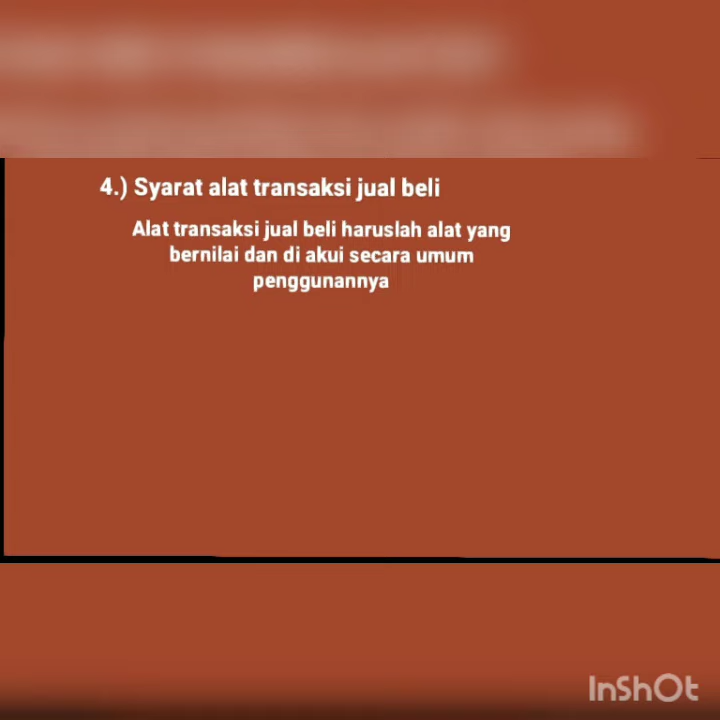 4.) Syarat alat transaksi jual beli
Alat transaksi jual beli haruslah alat yang
bernilai dan di akui secara umum
penggunannya
InShOt